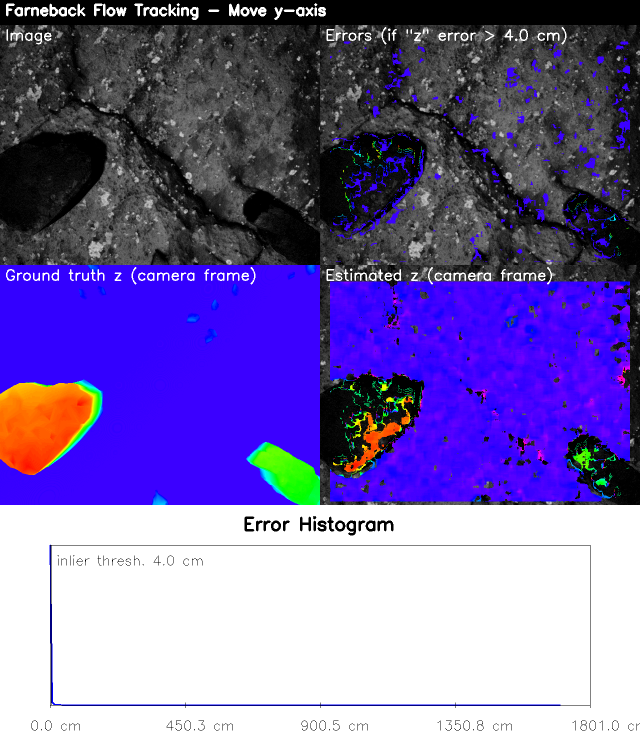 Farneback Flow Tracking - Move y-axis
Image
Errors (if "z" error > 4.0 cm)
Ground truth z (camera frame)
Estimated z (camera frame)
Error Histogram
inlier thresh. 4.0 cm
0.0 cm 450.3 cm 900.5 cm 1350.8 cm 1801.0 c